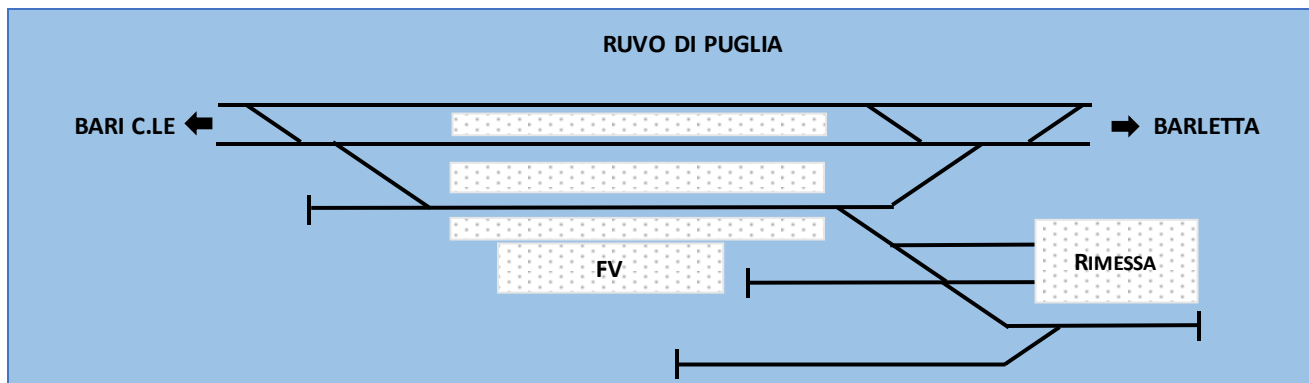 RUVO DI PUGLIA
BARI C.LE
BARLETTA
FV
RIMESSA